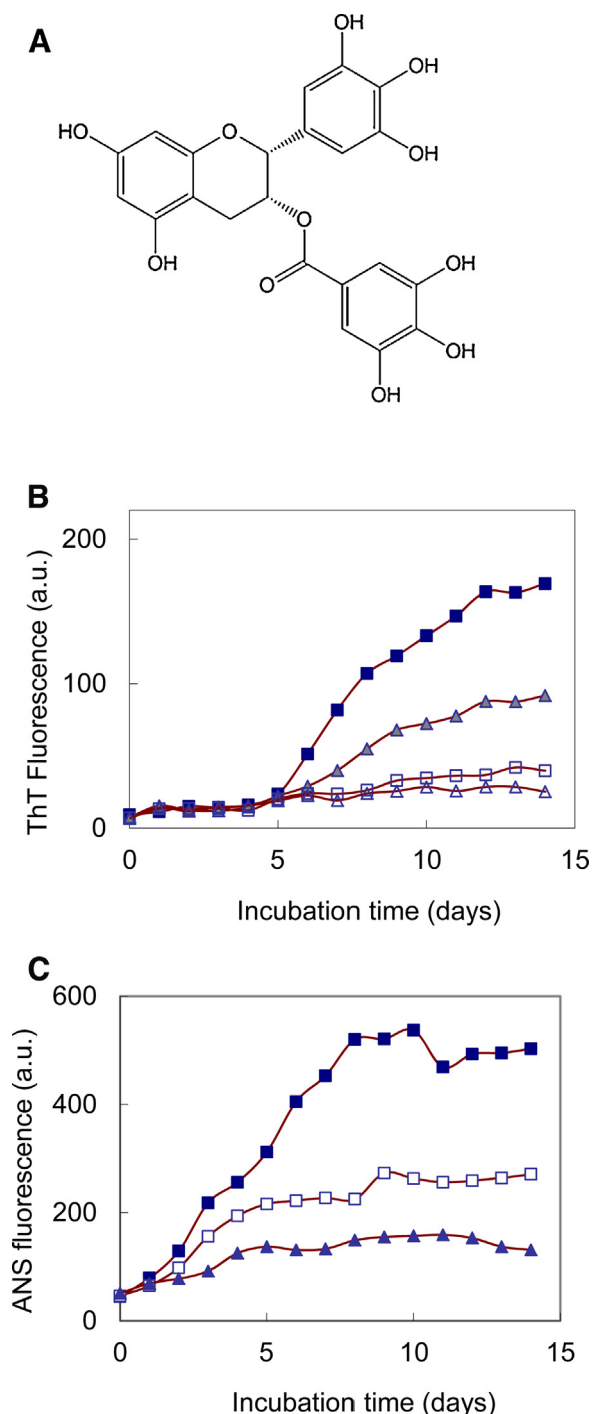 A
OH
OH
HO
O
OH
O
OH
O
OH
OH
OH
B
ThT Fluorescence (a.u.)
200
100
0
0 5 10 15
Incubation time (days)
C
ANS fluorescence (a.u.)
600
400
200
0
0 5 10 15
Incubation time (days)